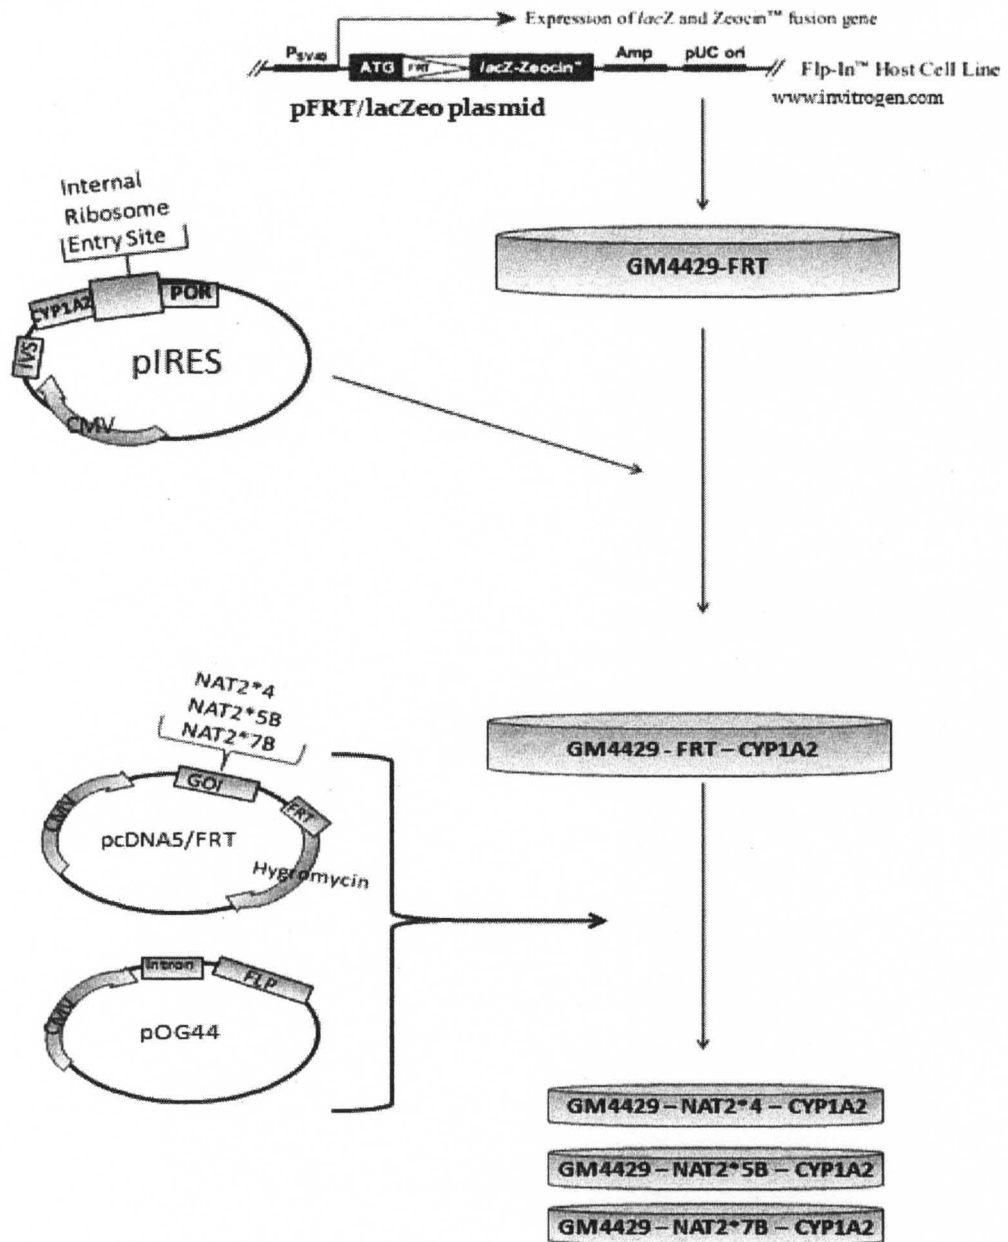 Expression of lacZ and Zeocin™ fusion gene
PSV40
ATG
FRT
lacZ-Zeocin™
Amp
pUC ori
Flp-In™ Host Cell Line
www.invitrogen.com
pFRT/lacZeo plasmid
Internal
Ribosome
Entry Site
CYP1A2
POR
IVS
pIRES
CMV
GM4429-FRT
NAT2*4
NAT2*5B
NAT2*7B
GOI
FRT
CMV
pcDNA5/FRT
Hygromycin
GM4429 - FRT – CYP1A2
Intron
FLP
CMV
pOG44
GM4429 – NAT2*4 – CYP1A2
GM4429 – NAT2*5B – CYP1A2
GM4429 – NAT2*7B – CYP1A2